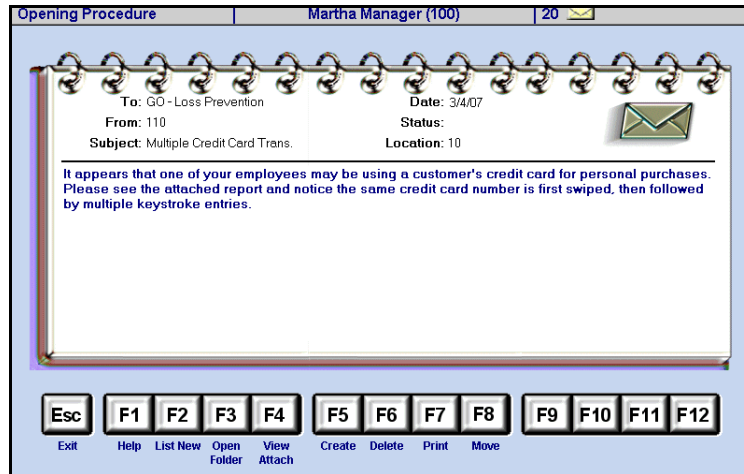 Opening Procedure Martha Manager (100) 20
To: GO - Loss Prevention Date: 3/4/07
From: 110 Status:
Subject: Multiple Credit Card Trans. Location: 10
It appears that one of your employees may be using a customer's credit card for personal purchases.
Please see the attached report and notice the same credit card number is first swiped, then followed
by multiple keystroke entries.
Esc F1 F2 F3 F4 F5 F6 F7 F8 F9 F10 F11 F12
Exit Help List New Open View Create Delete Print Move
Folder Attach